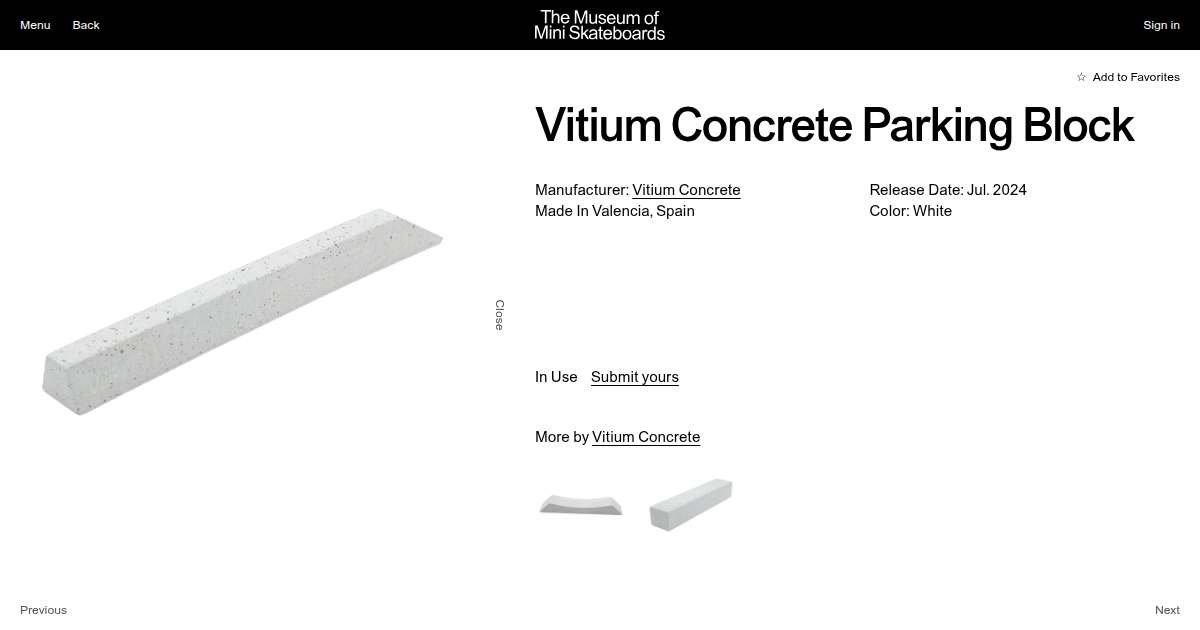 Menu
Back
The Museum of
Mini Skateboards
Sign in
☆ Add to Favorites
Vitium Concrete Parking Block
Manufacturer: Vitium Concrete
Made In Valencia, Spain
Release Date: Jul. 2024
Color: White
Close
In Use
Submit yours
More by Vitium Concrete
Previous
Next